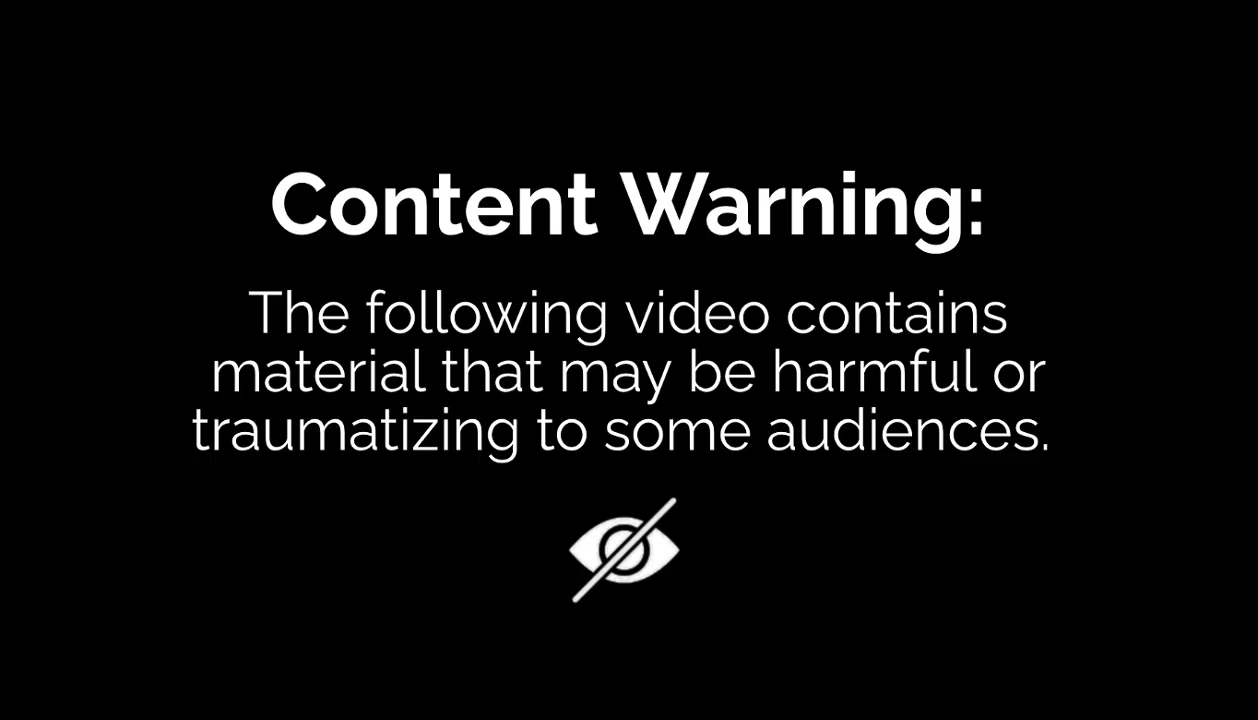 Content Warning:
The following video contains
material that may be harmful or
traumatizing to some audiences.